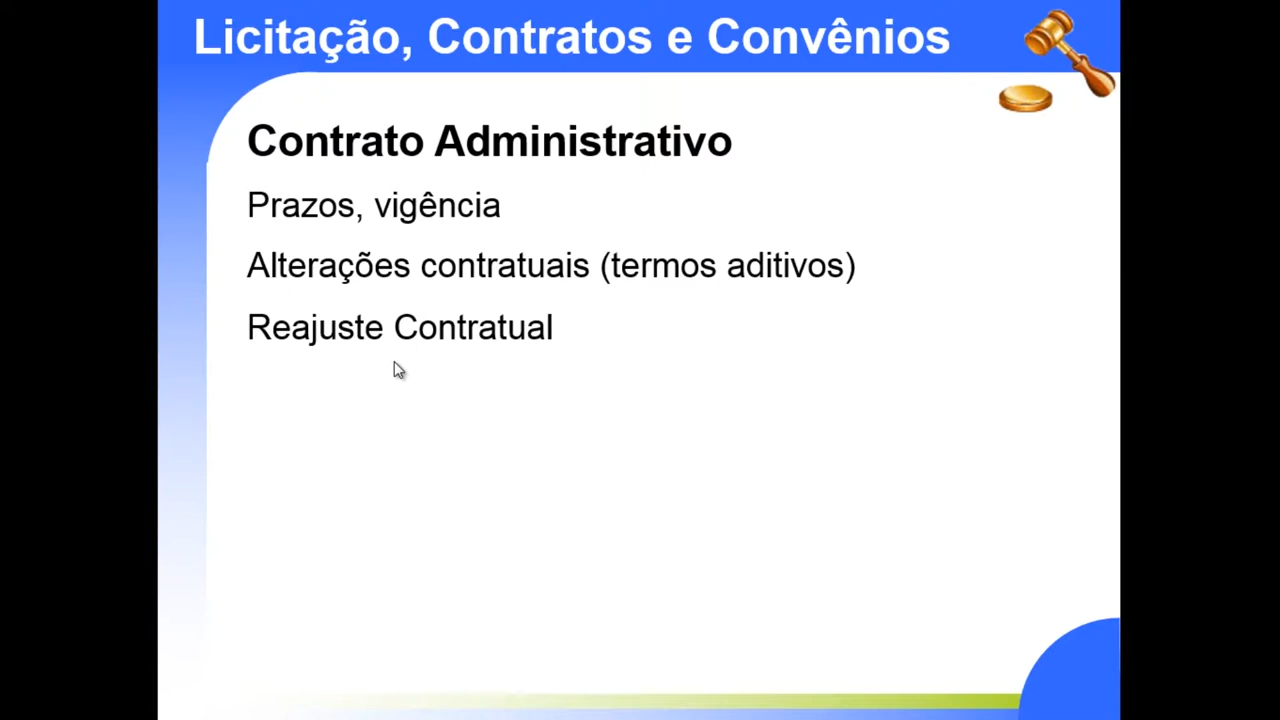 Licitação, Contratos e Convênios
Contrato Administrativo
Prazos, vigência
Alterações contratuais (termos aditivos)
Reajuste Contratual